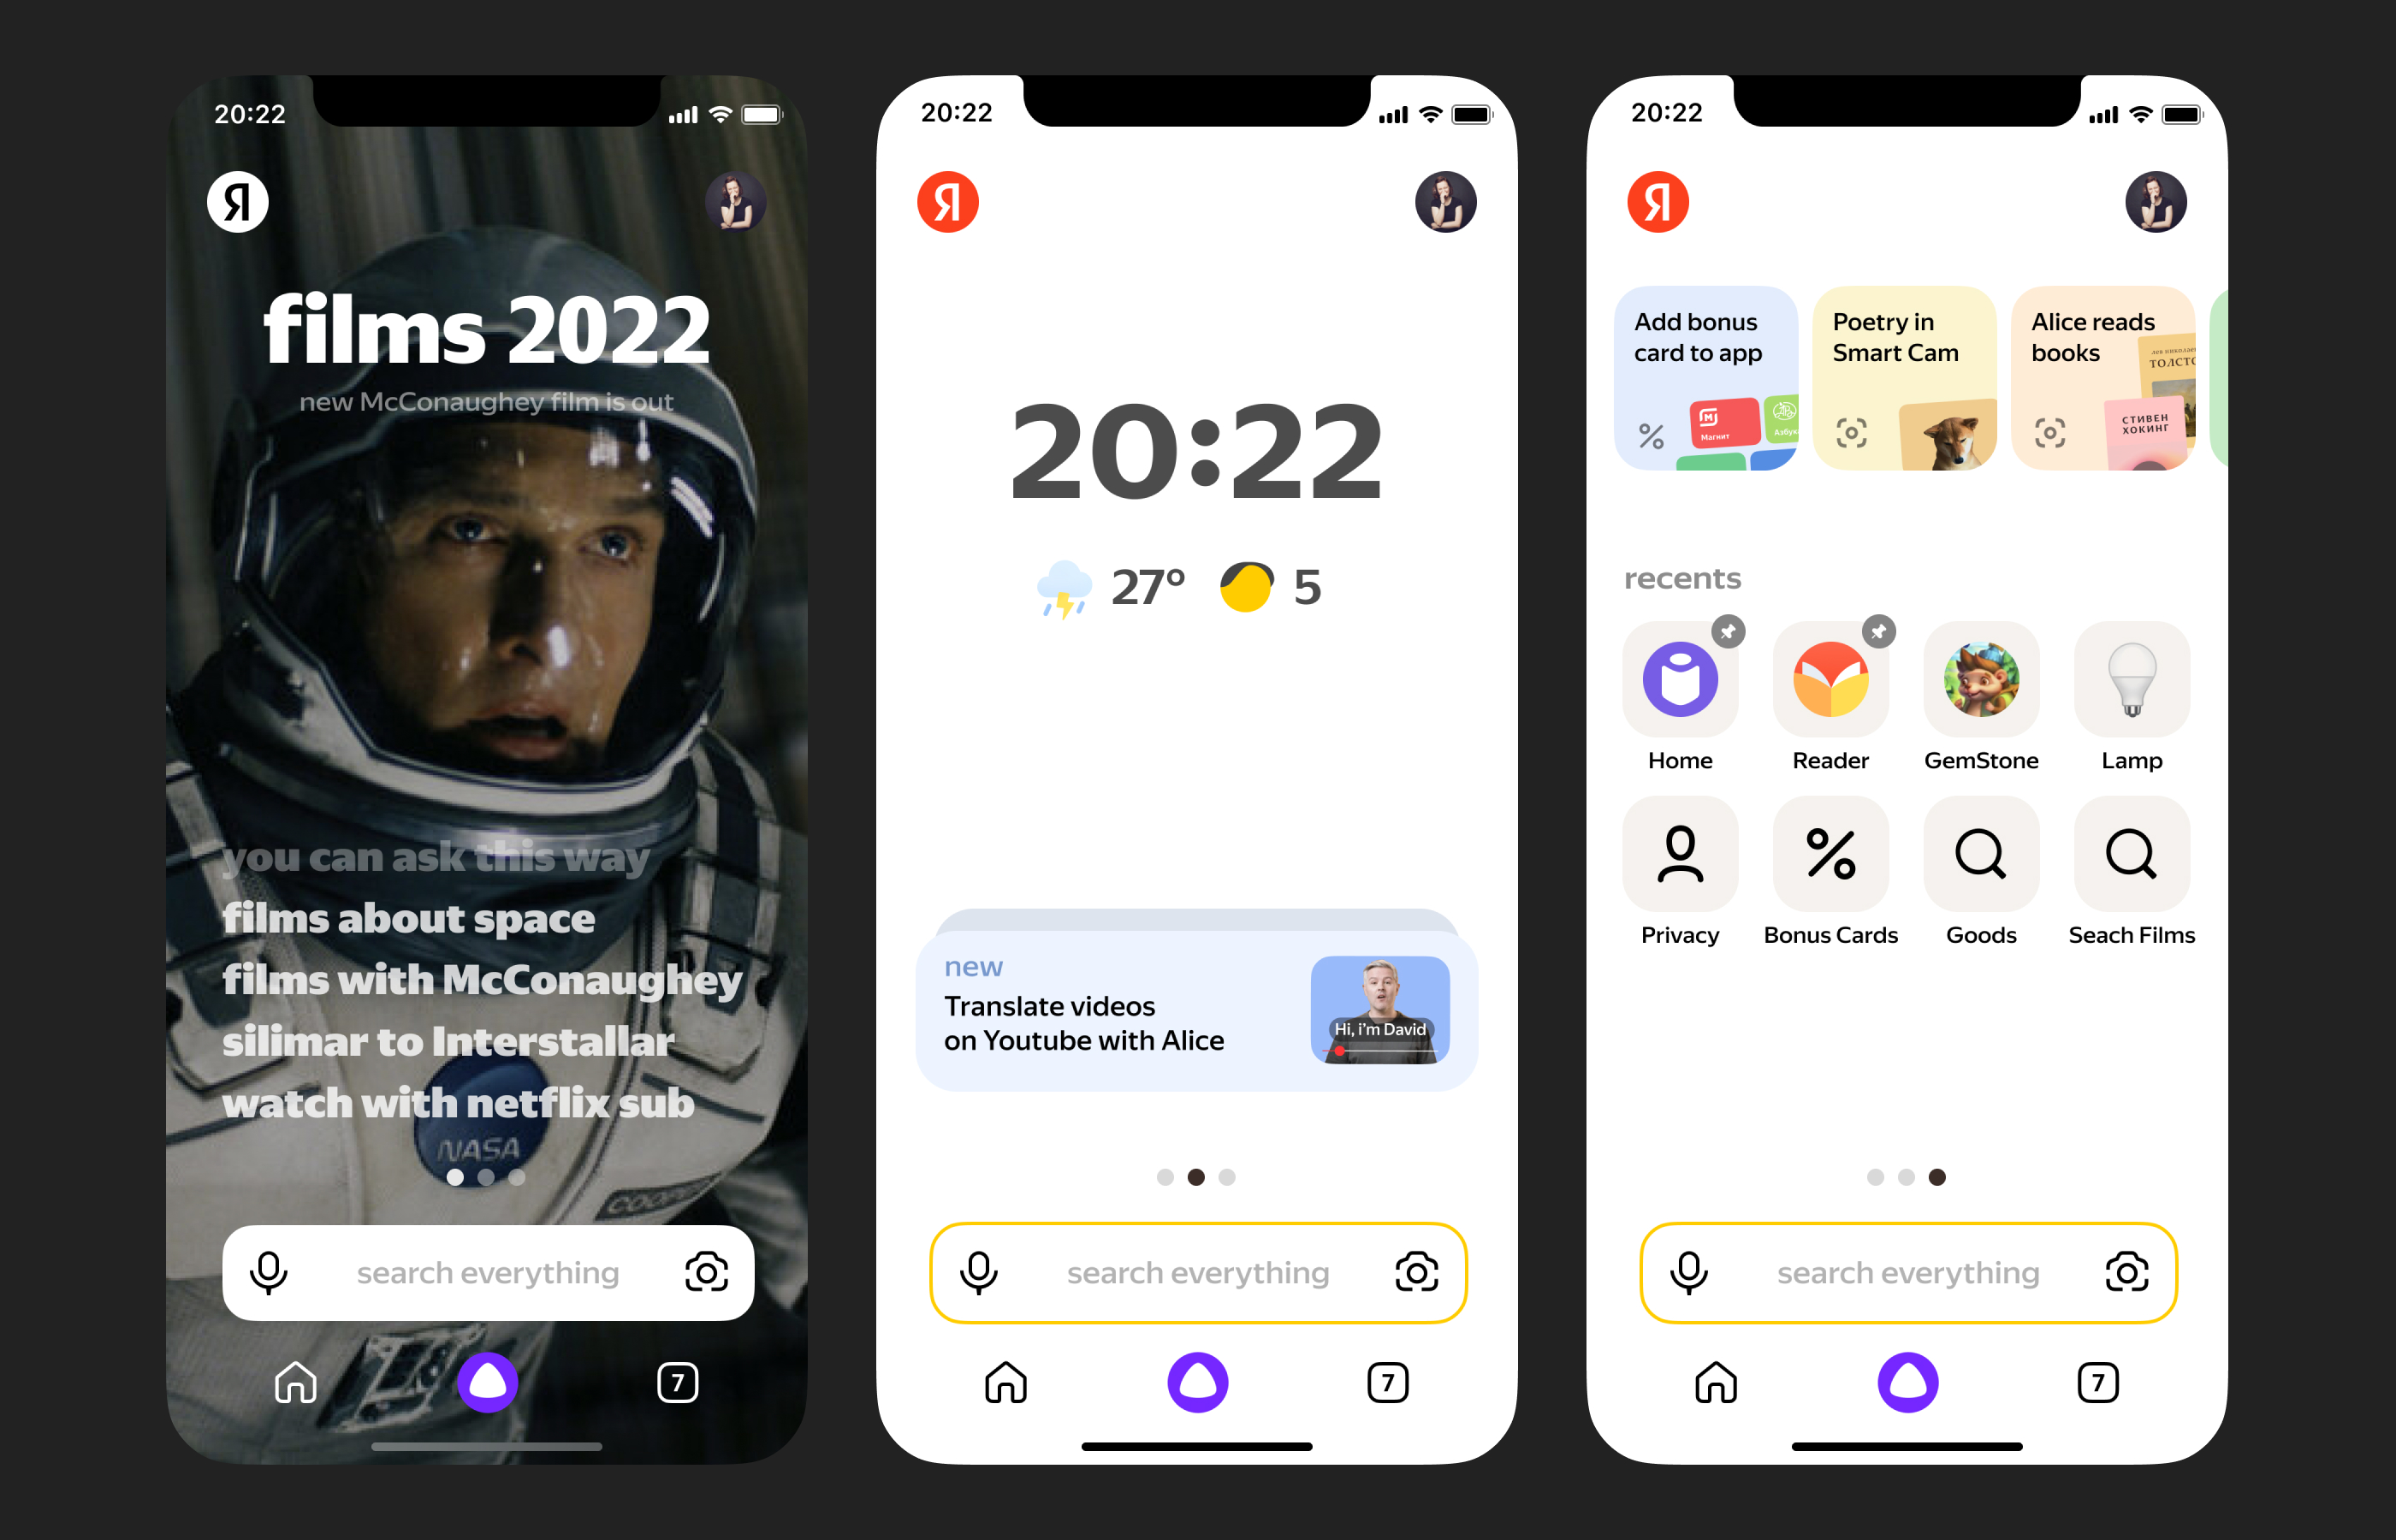 20:22
Я
films 2022
new McConaughey film is out
you can ask this way
films about space
films with McConaughey
silimar to Interstallar
watch with netflix sub
NASA
search everything
7
20:22
Я
20:22
27°
5
new
Translate videos
on Youtube with Alice
Hi, i'm David
search everything
7
20:22
Я
Add bonus
card to app
Магнит
Poetry in
Smart Cam
Alice reads
books
СТИВЕН
ХОКИНГ
recents
Home
Reader
GemStone
Lamp
Privacy
Bonus Cards
Goods
Seach Films
search everything
7